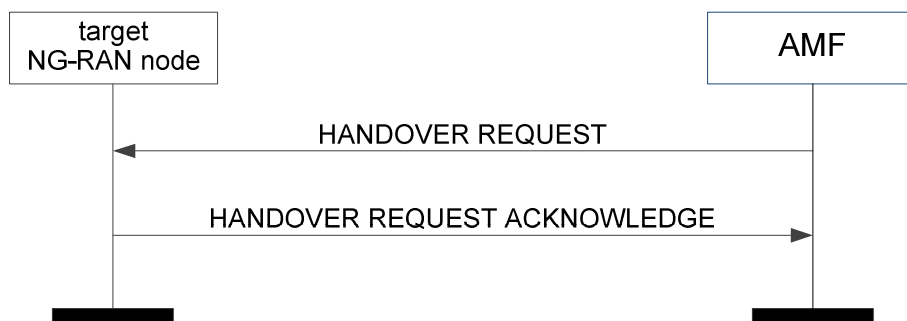 target
NG-RAN node
AMF
HANDOVER REQUEST
HANDOVER REQUEST ACKNOWLEDGE